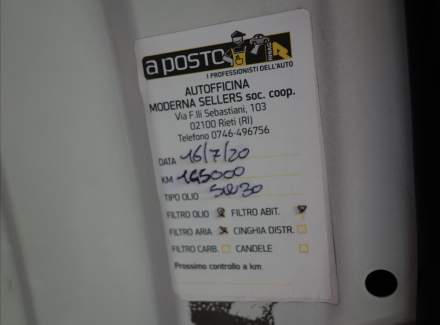 a POSTO
I PROFESSIONISTI DELL'AUTO
AUTOFFICINA
MODERNA SELLERS soc. coop.
Via F.lli Sebastiani, 103
02100 Rieti (RI)
Telefono 0746-496756
DATA 16/7/20
KM 165000
TIPO OLIO 5W30
FILTRO OLIO FILTRO ABIT.
FILTRO ARIA CINGHIA DISTR.
FILTRO CARB. CANDELE
Prossimo controllo a km